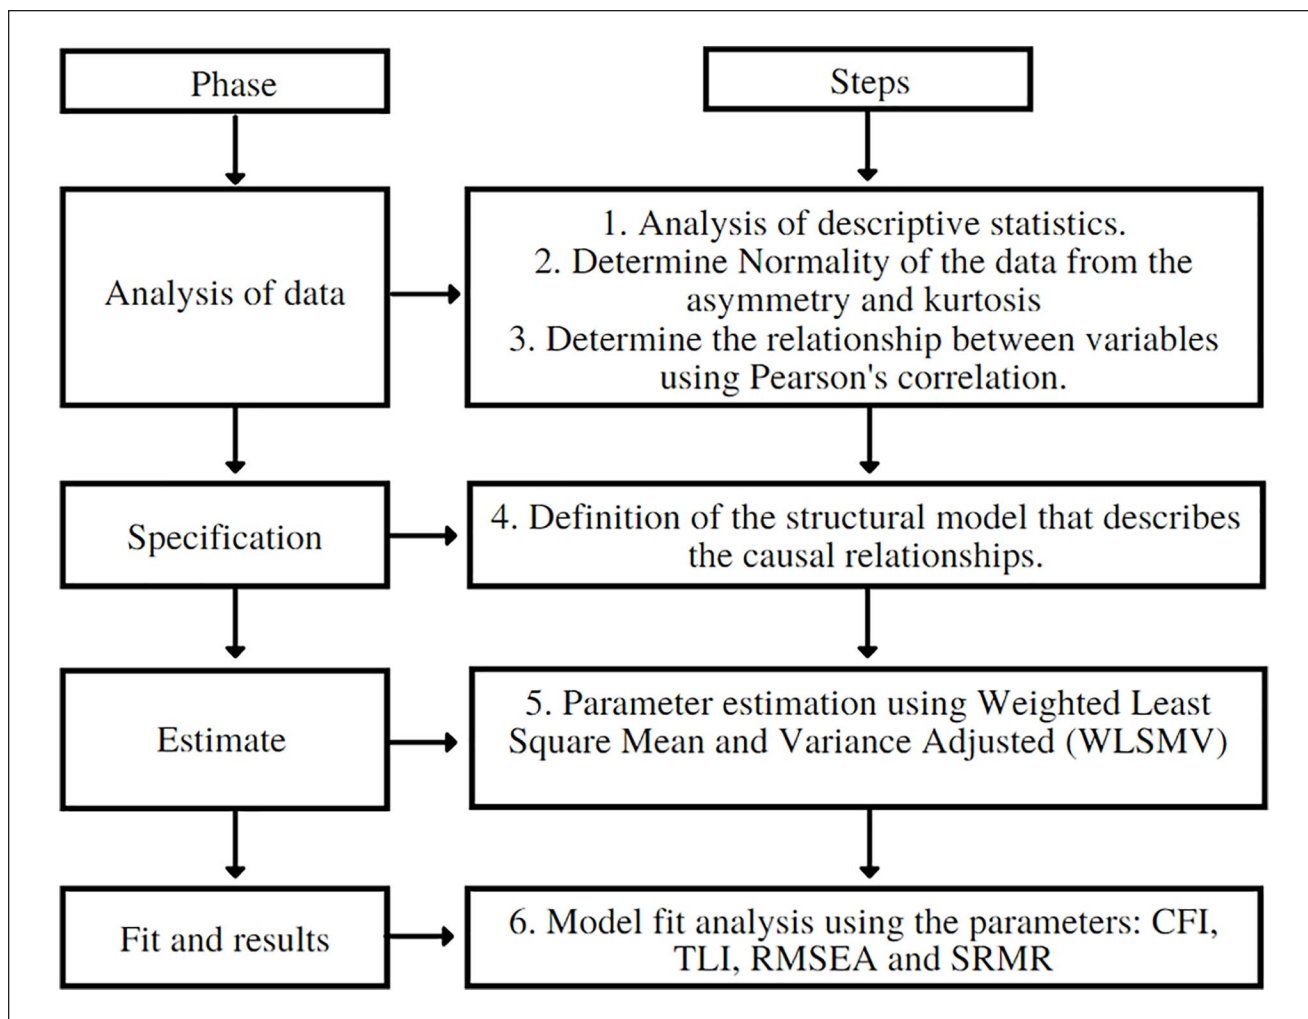 Phase
Steps
Analysis of data
1. Analysis of descriptive statistics.
2. Determine Normality of the data from the
asymmetry and kurtosis
3. Determine the relationship between variables
using Pearson's correlation.
Specification
4. Definition of the structural model that describes
the causal relationships.
Estimate
5. Parameter estimation using Weighted Least
Square Mean and Variance Adjusted (WLSMV)
Fit and results
6. Model fit analysis using the parameters: CFI,
TLI, RMSEA and SRMR